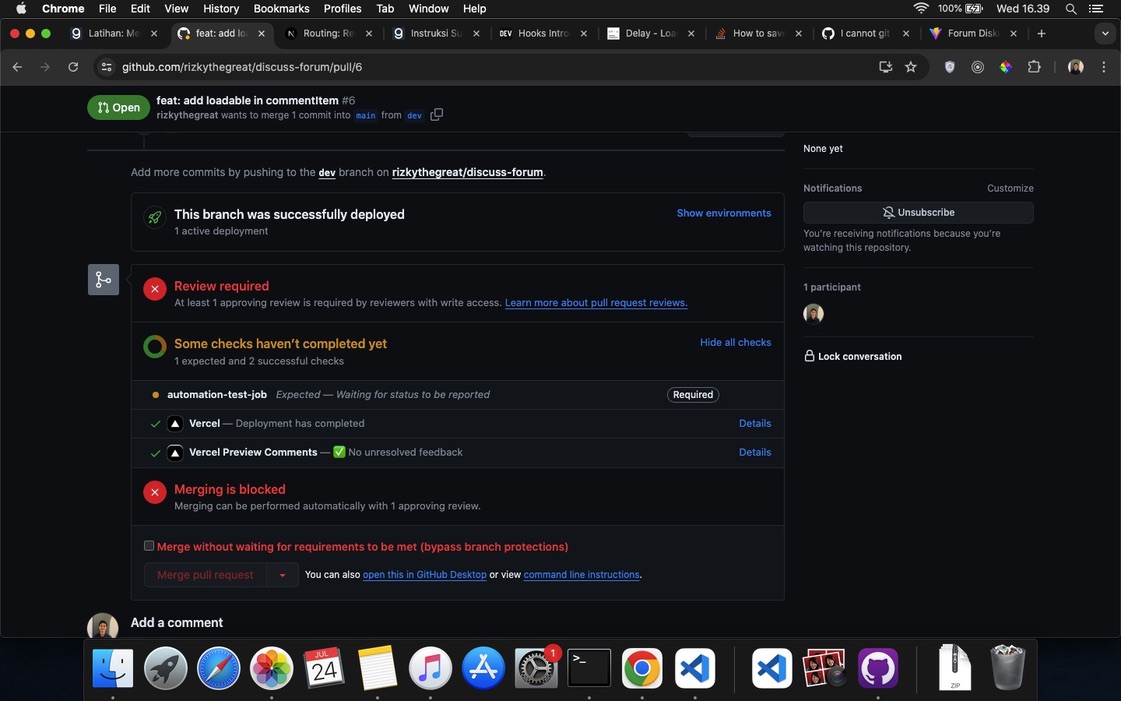 Chrome File Edit View History Bookmarks Profiles Tab Window Help 100% Wed 16.39
Latihan: Me feat: add loa Routing: Re Instruksi Su DEV Hooks Intro Delay - Loa How to save I cannot git Forum Disk
github.com/rizkythegreat/discuss-forum/pull/6
Open
feat: add loadable in commentItem #6
rizkythegreat wants to merge 1 commit into main from dev
Add more commits by pushing to the dev branch on rizkythegreat/discuss-forum.
This branch was successfully deployed
1 active deployment
Show environments
Review required
At least 1 approving review is required by reviewers with write access. Learn more about pull request reviews.
Some checks haven't completed yet
1 expected and 2 successful checks
Hide all checks
automation-test-job Expected — Waiting for status to be reported Required
Vercel — Deployment has completed Details
Vercel Preview Comments — ✅ No unresolved feedback Details
Merging is blocked
Merging can be performed automatically with 1 approving review.
Merge without waiting for requirements to be met (bypass branch protections)
Merge pull request You can also open this in GitHub Desktop or view command line instructions.
Add a comment
None yet
Notifications Customize
Unsubscribe
You're receiving notifications because you're
watching this repository.
1 participant
Lock conversation
JUL
24
1
>_
ZIP